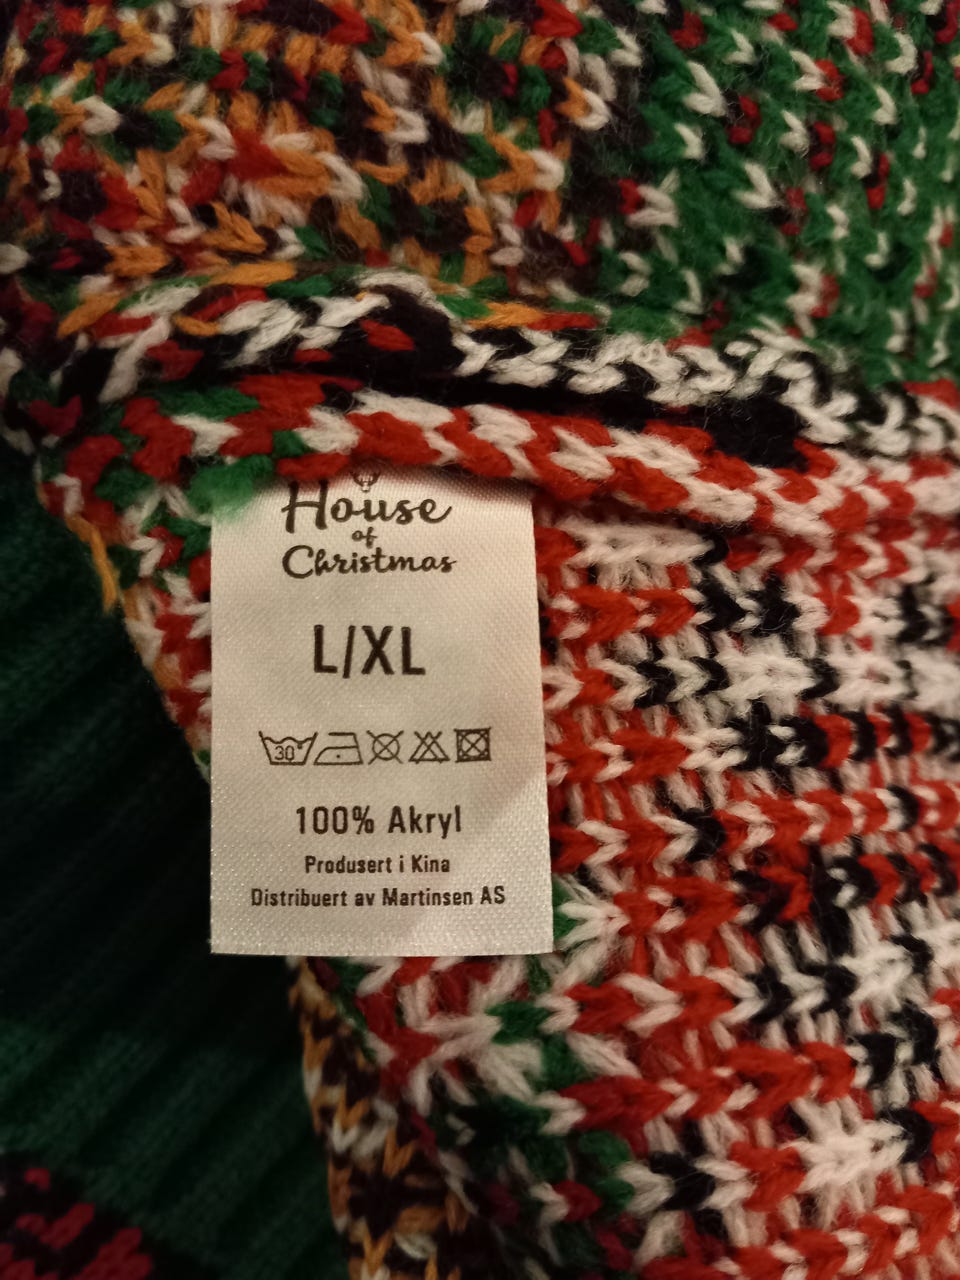 House
of
Christmas
L/XL
30
100% Akryl
Produsert i Kina
Distribuert av Martinsen AS